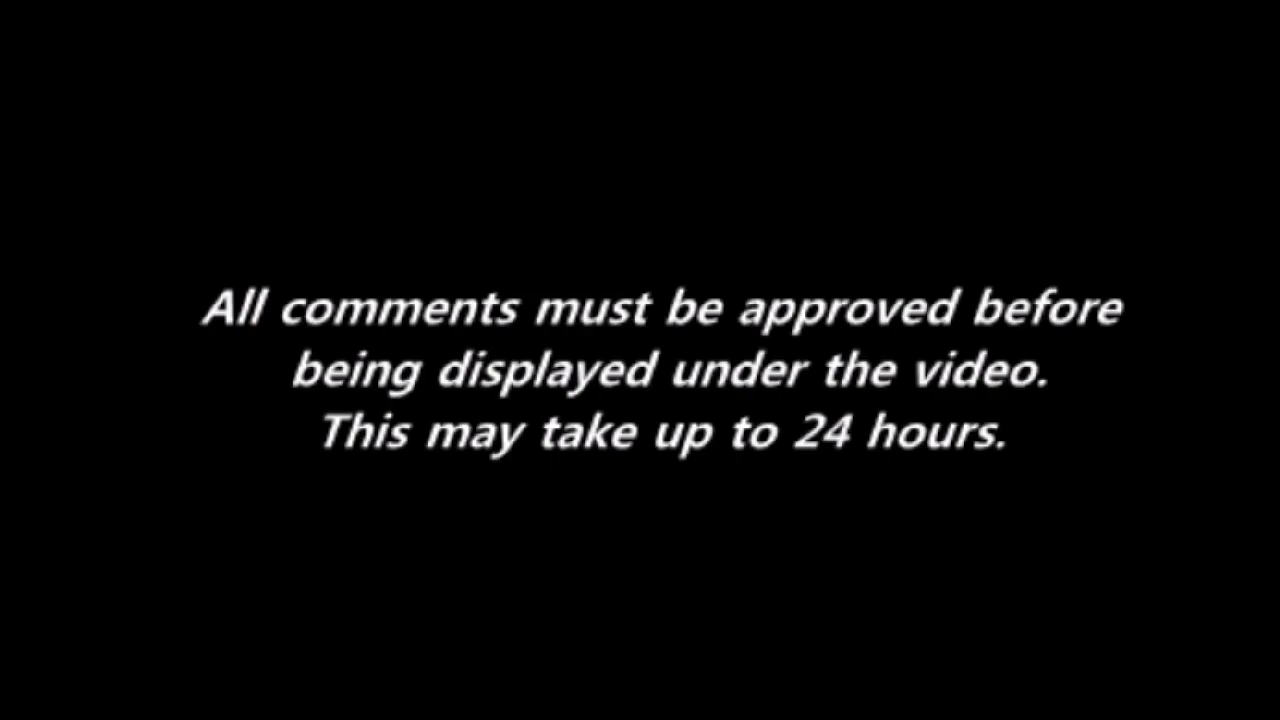 All comments must be approved before
being displayed under the video.
This may take up to 24 hours.